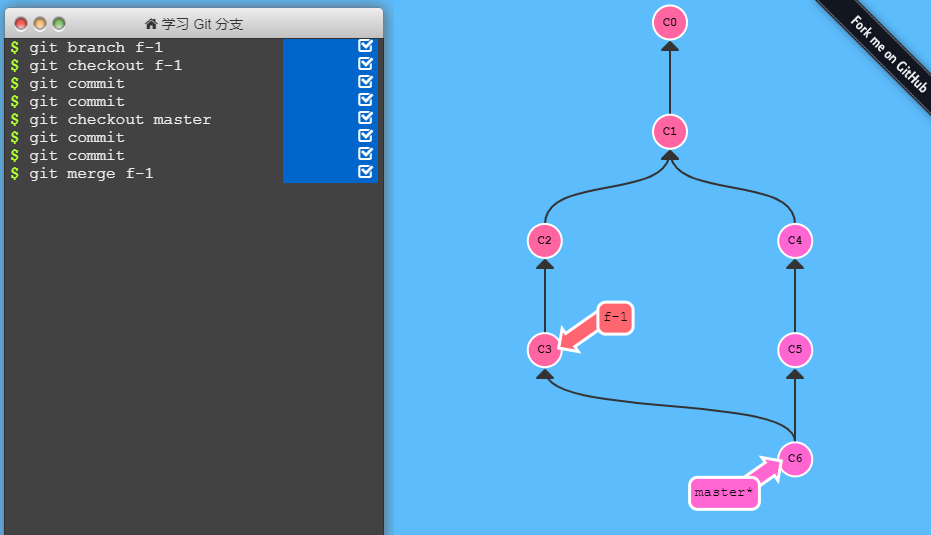 学习 Git 分支
$ git branch f-1
$ git checkout f-1
$ git commit
$ git commit
$ git checkout master
$ git commit
$ git commit
$ git merge f-1
C0
Fork me on GitHub
C1
C2
C4
f-1
C3
C5
C6
master*